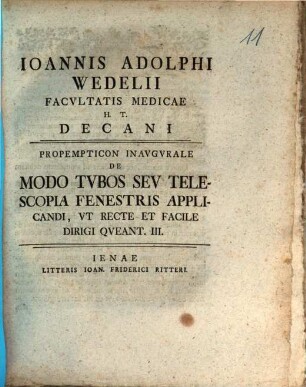 11
IOANNIS ADOLPHI
WEDELII
FACVLTATIS MEDICAE
H. T.
DECANI
PROPEMPTICON INAVGVRALE
DE
MODO TVBOS SEV TELE-
SCOPIA FENESTRIS APPLI-
CANDI, VT RECTE ET FACILE
DIRIGI QVEANT. III.
IENAE
LITTERIS IOAN. FRIDERICI RITTERI.